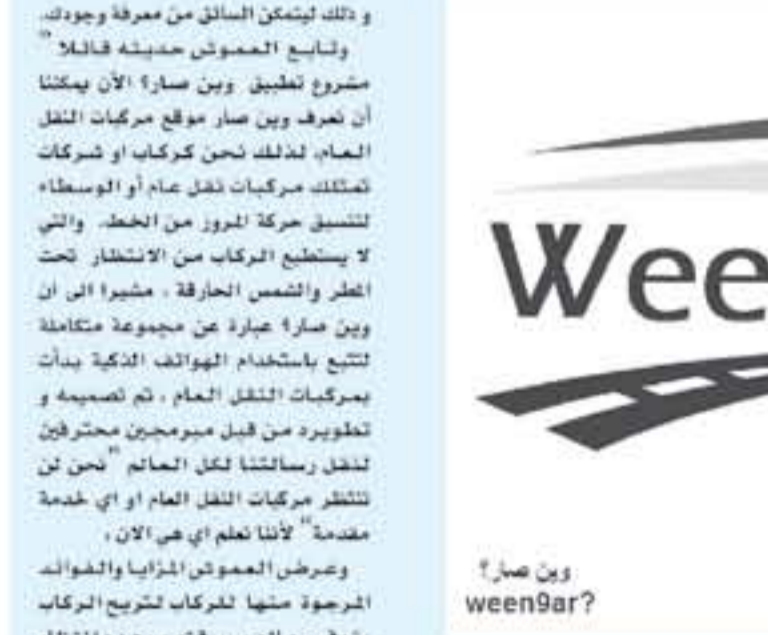 و ذلك ليتمكن السائق من معرفة وجودك.
وتابع العموش حديثه قائلا "
مشروع تطبيق وين صار؟ الآن يمكننا
أن نعرف وين صار موقع مركبات النقل
العام، لذلك نحن كركاب او شركات
تمتلك مركبات نقل عام أو الوسطاء
لتنسيق حركة المرور من الخط، والتي
لا يستطيع الركاب من الانتظار تحت
المطر والشمس الحارقة ، مشيرا الى أن
وين صار؟ عبارة عن مجموعة متكاملة
لتتبع باستخدام الهواتف الذكية بدأت
بمركبات النقل العام ، تم تصميمه و
تطويره من قبل مبرمجين محترفين
لنقل رسالتنا لكل العالم "نحن لن
ننتظر مركبات النقل العام او اي خدمة
مقدمة" لأننا نعلم اي هي الان ،
وعرض العموش المزايا والفوائد
المرجوة منها للركاب لتريح الركاب
Wee
وين صار؟
ween9ar?